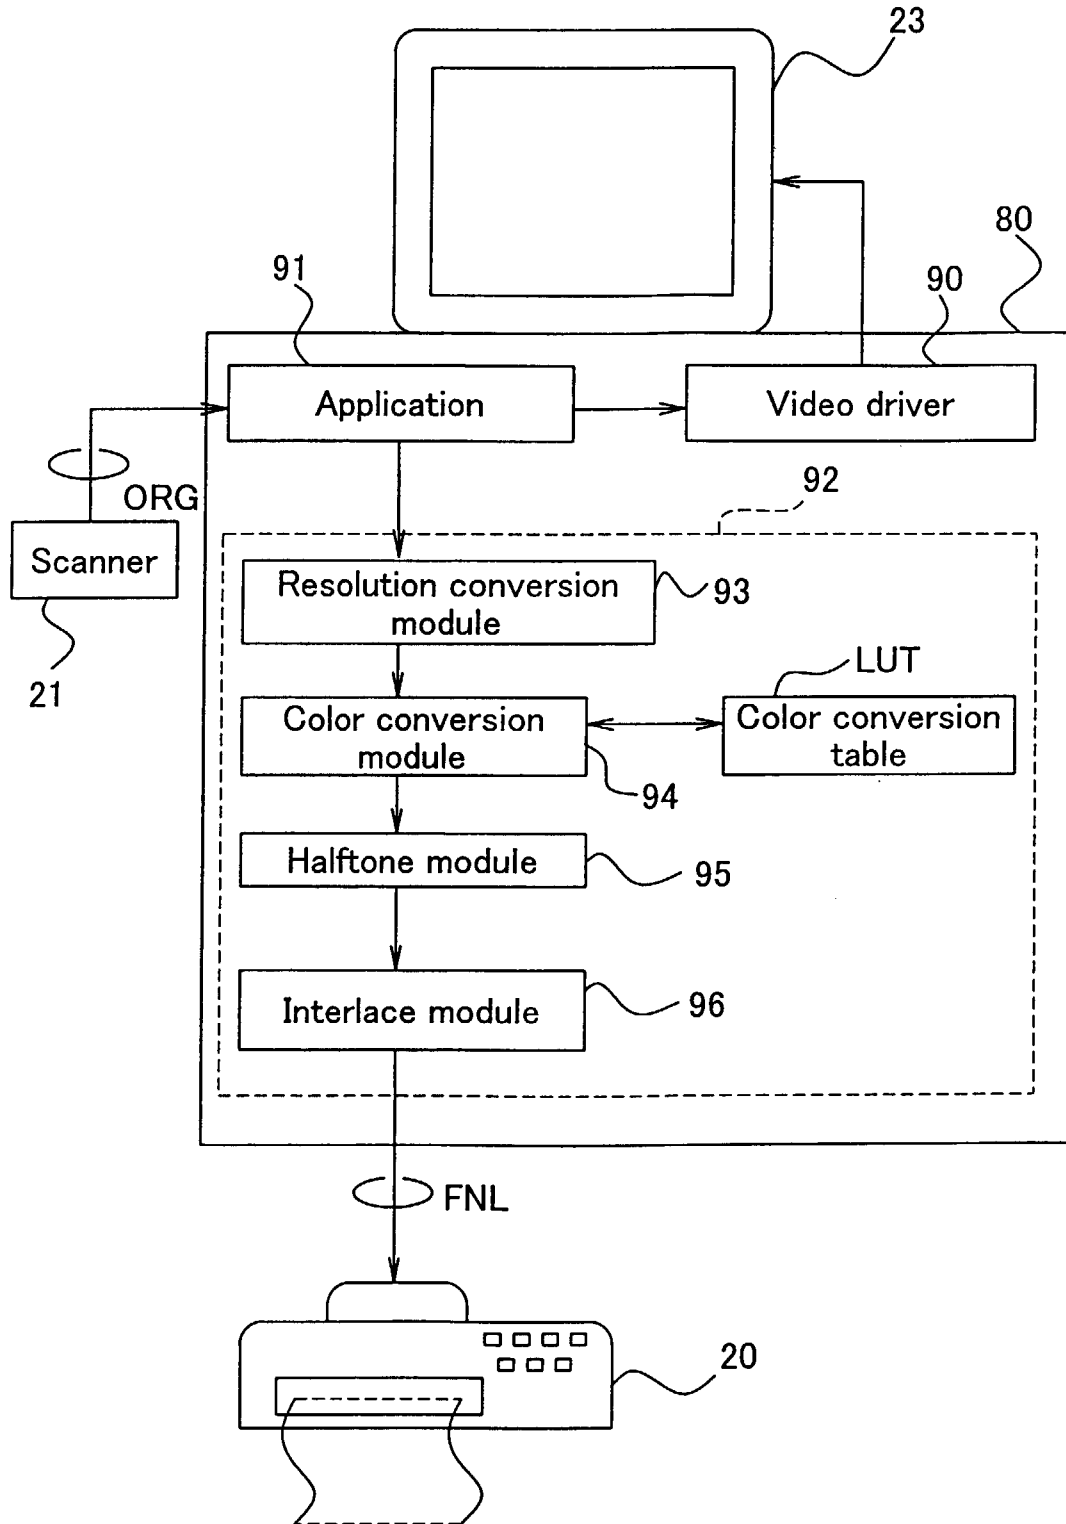 23
80
91
90
Application
Video driver
ORG
92
Scanner
Resolution conversion
module
93
21
LUT
Color conversion
module
Color conversion
table
94
Halftone module
95
Interlace module
96
FNL
20